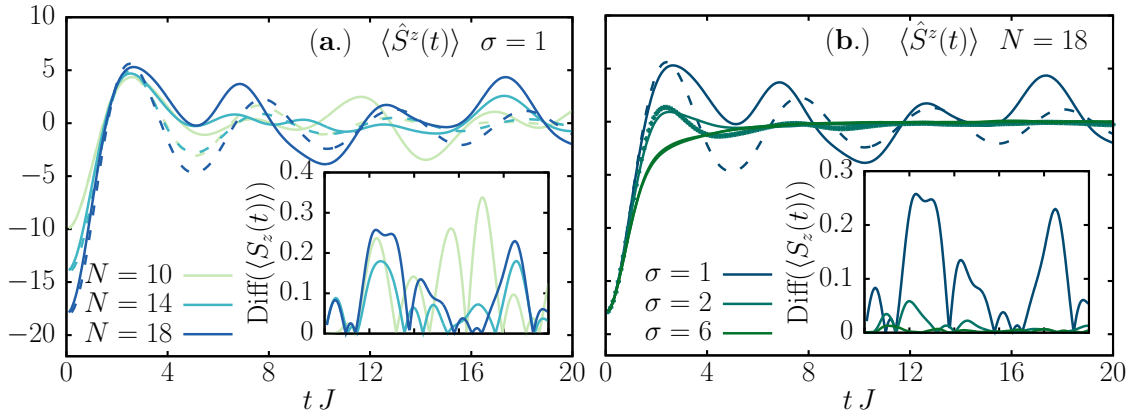 (a.) ⟨Ŝᶻ(t)⟩ σ = 1
10
5
0
−5
−10
−15
−20
N = 10
N = 14
N = 18
Diff(⟨S_z(t)⟩)
0.4
0.3
0.2
0.1
0
0 4 8 12 16 20
t J
(b.) ⟨Ŝᶻ(t)⟩ N = 18
σ = 1
σ = 2
σ = 6
Diff(⟨S_z(t)⟩)
0.3
0.2
0.1
0
0 4 8 12 16 20
t J